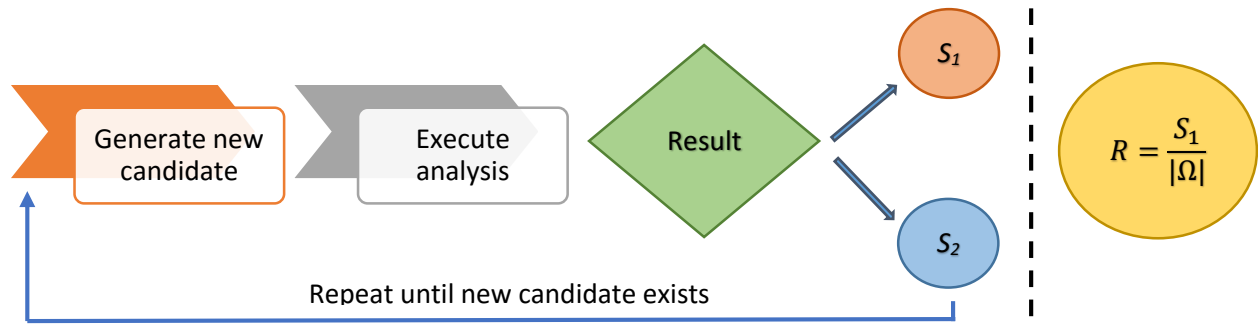 Generate new
candidate
Execute
analysis
Result
S₁
S₂
R = S₁ / |Ω|
Repeat until new candidate exists